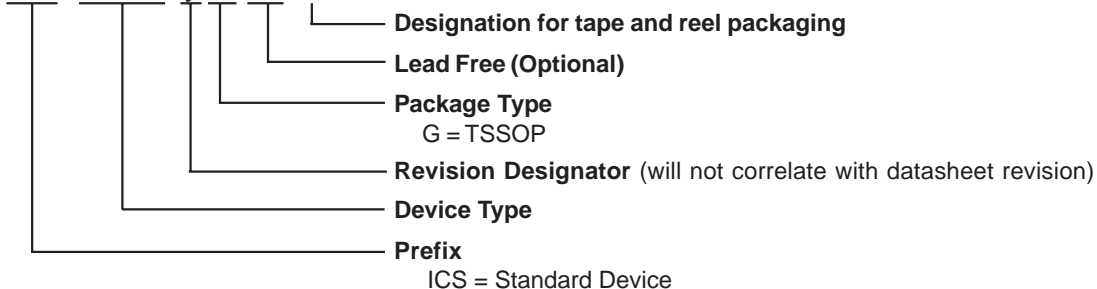 Designation for tape and reel packaging
Lead Free (Optional)
Package Type
G = TSSOP
Revision Designator (will not correlate with datasheet revision)
Device Type
Prefix
ICS = Standard Device